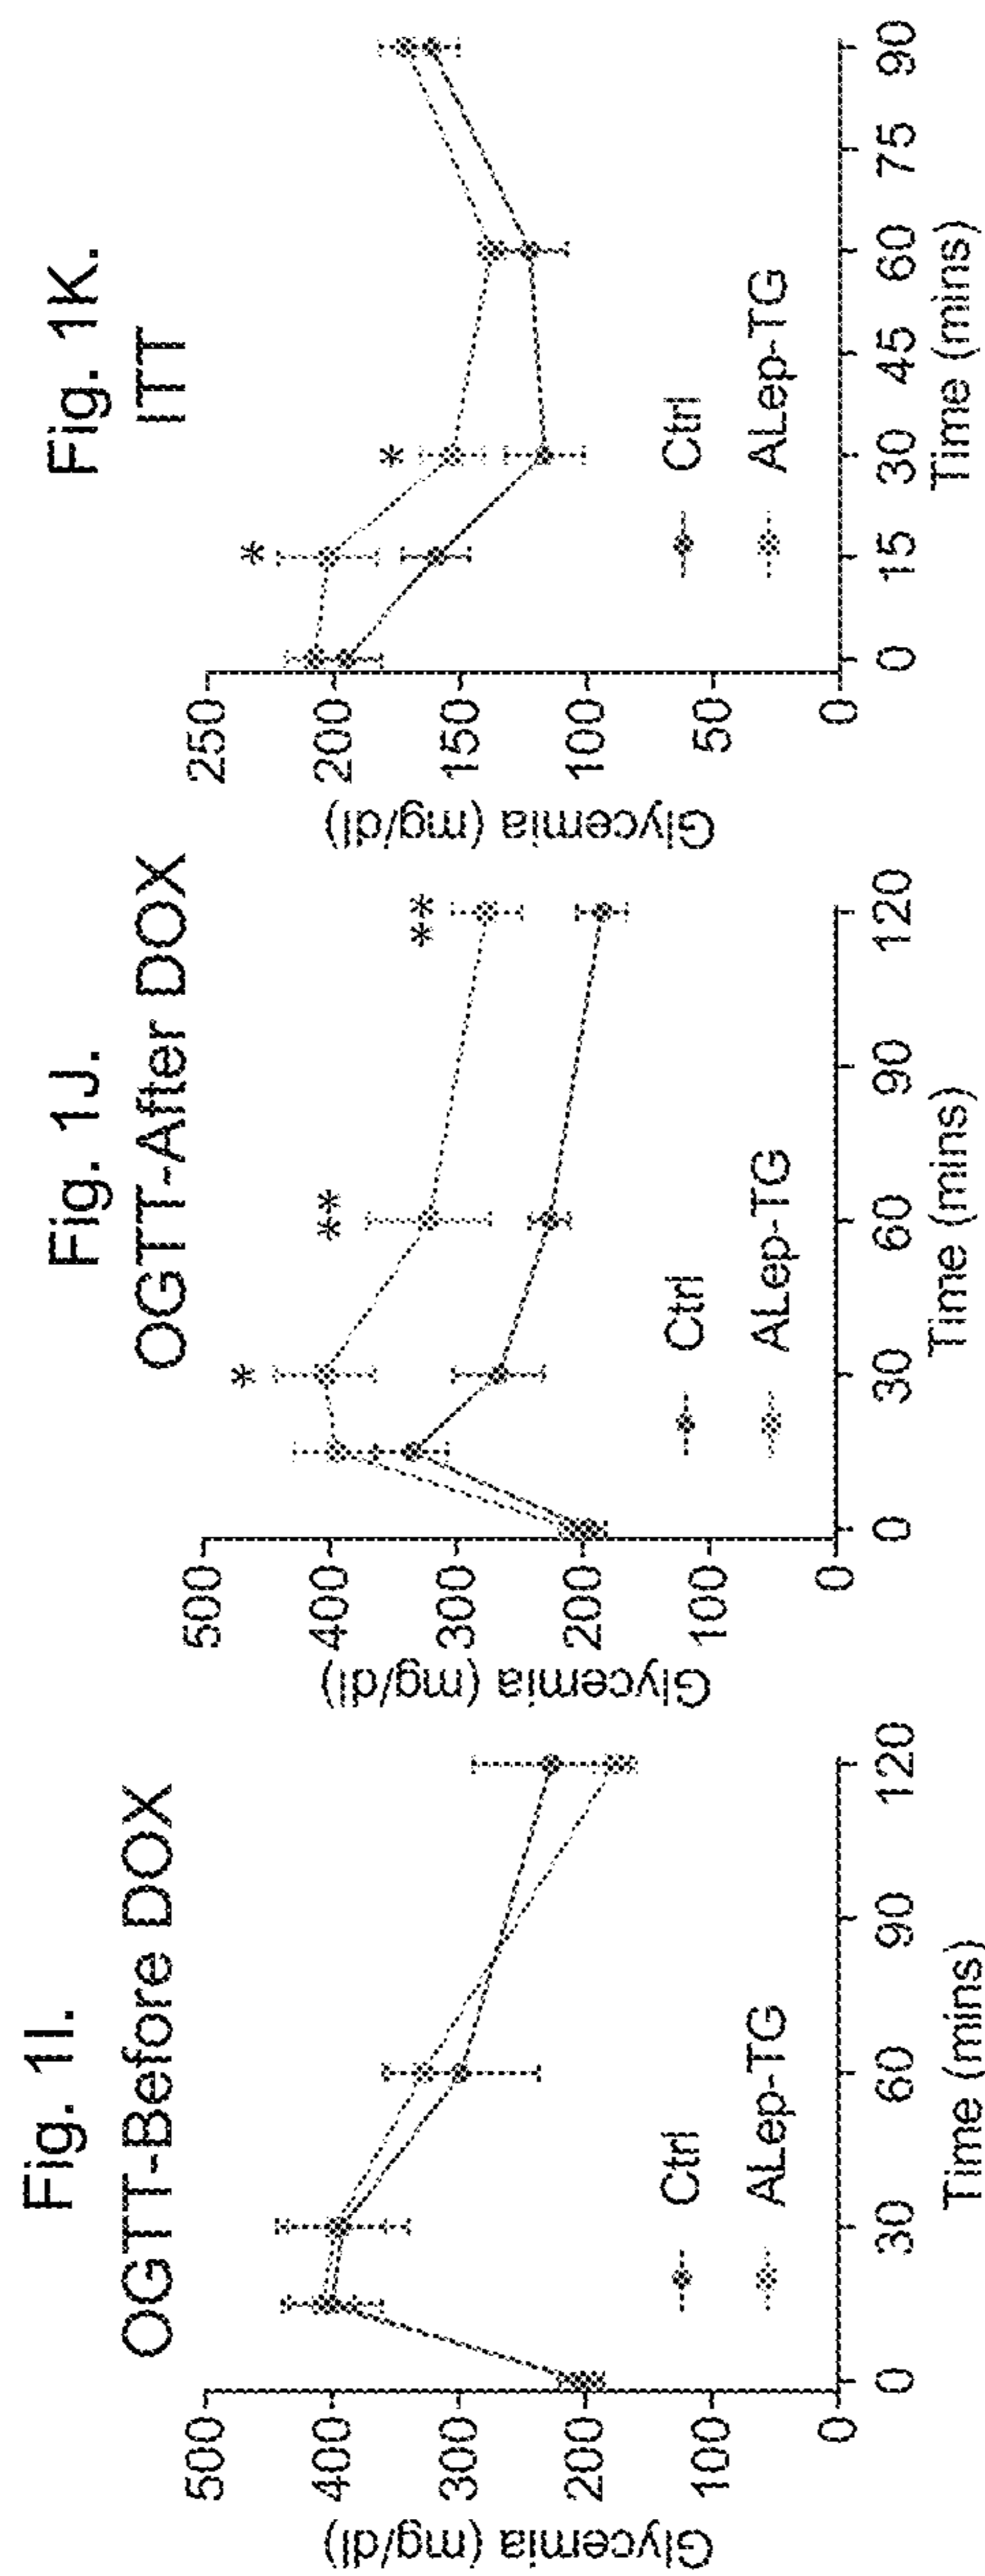 Fig. 1I.
OGTT-Before DOX
Glycemia (mg/dl)
500
400
300
200
100
0
0 30 60 90 120
Time (mins)
Ctrl
ALep-TG
Fig. 1J.
OGTT-After DOX
Glycemia (mg/dl)
500
400
300
200
100
0
*
**
**
0 30 60 90 120
Time (mins)
Ctrl
ALep-TG
Fig. 1K.
ITT
Glycemia (mg/dl)
250
200
150
100
50
0
*
*
0 15 30 45 60 75 90
Time (mins)
Ctrl
ALep-TG